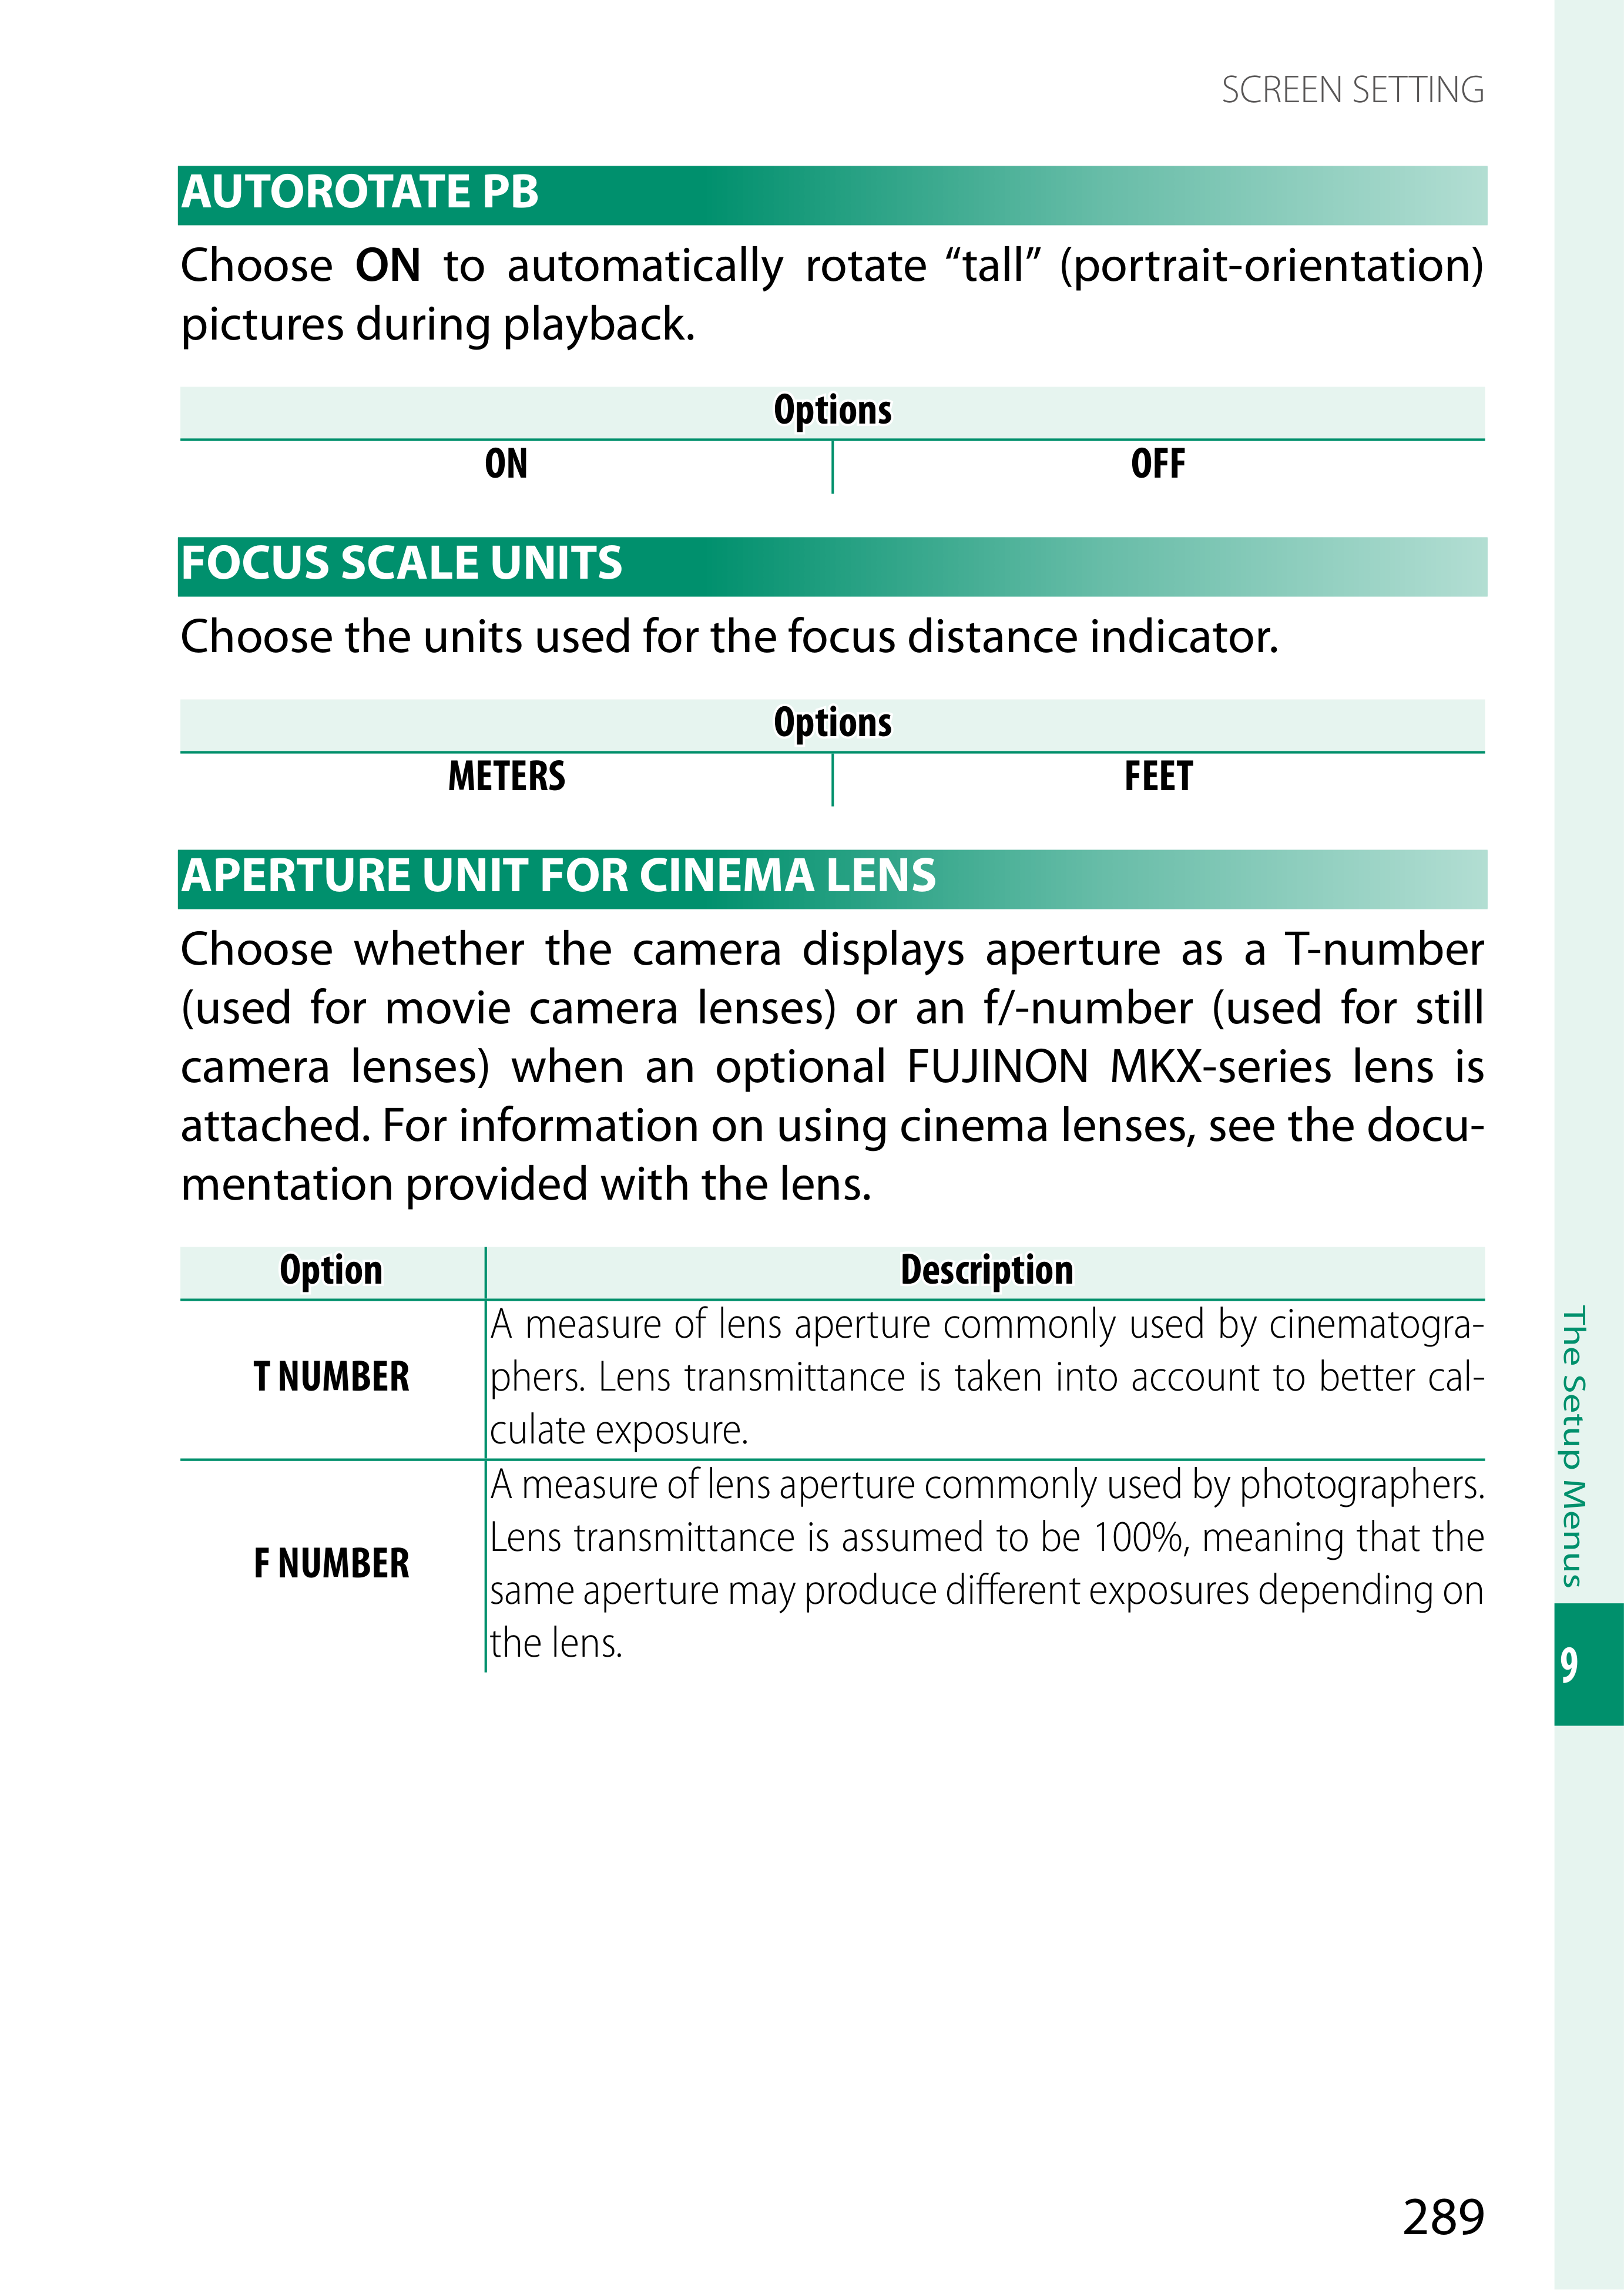 SCREEN SETTING
AUTOROTATE PB
Choose ON to automatically rotate “tall” (portrait-orientation)
pictures during playback.
Options
ON OFF
FOCUS SCALE UNITS
Choose the units used for the focus distance indicator.
Options
METERS FEET
APERTURE UNIT FOR CINEMA LENS
Choose whether the camera displays aperture as a T-number
(used for movie camera lenses) or an f/-number (used for still
camera lenses) when an optional FUJINON MKX-series lens is
attached. For information on using cinema lenses, see the docu-
mentation provided with the lens.
Option Description
T NUMBER
A measure of lens aperture commonly used by cinematogra-
phers. Lens transmittance is taken into account to better cal-
culate exposure.
F NUMBER
A measure of lens aperture commonly used by photographers.
Lens transmittance is assumed to be 100%, meaning that the
same aperture may produce different exposures depending on
the lens.
The Setup Menus
9
289